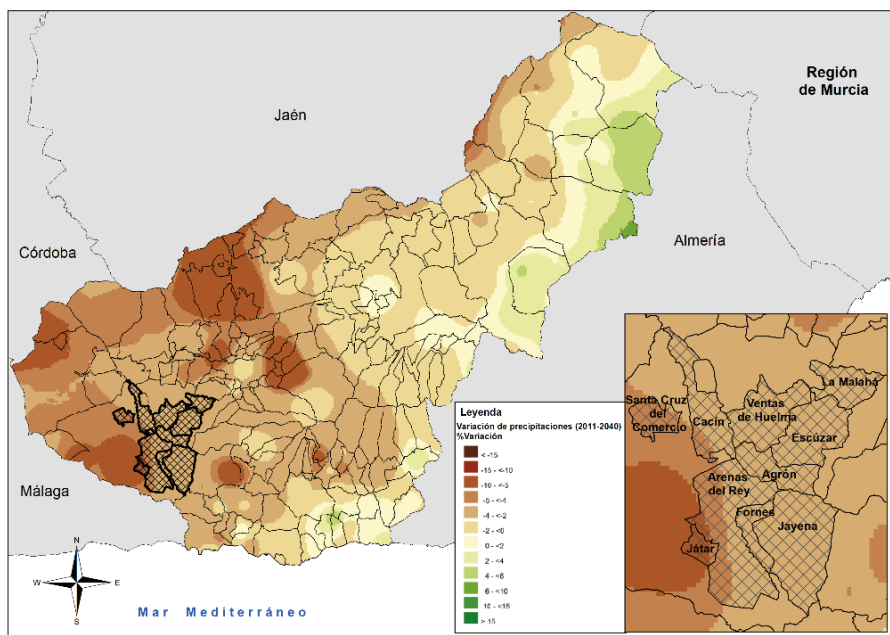 Región
de Murcia
Jaén
Córdoba
Almería
Málaga
Mar Mediterráneo
N
W
E
S
Leyenda
Variación de precipitaciones (2011-2040)
%Variación
< -15
-15 - <-10
-10 - <-5
-5 - <-4
-4 - <-2
-2 - <0
0 - <2
2 - <4
4 - <6
6 - <10
10 - <15
> 15
La Malahá
Santa Cruz
del
Comercio
Cacín
Ventas
de Huelma
Escúzar
Arenas
del Rey
Agrón
Fornes
Jayena
Játar